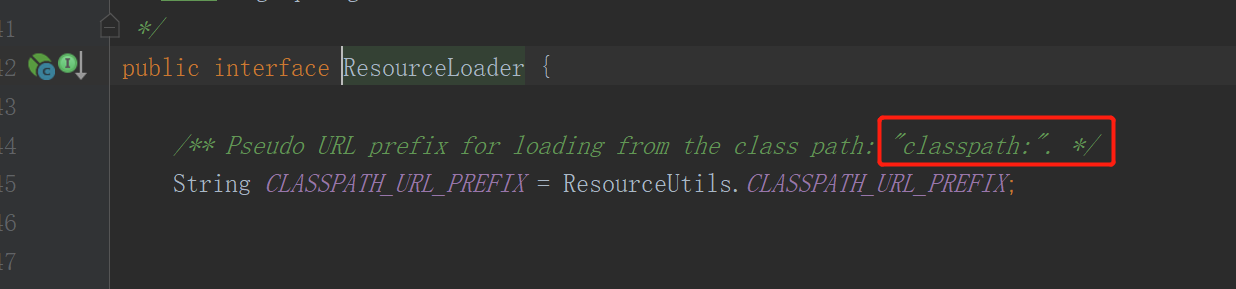 41 */
42 public interface ResourceLoader {
43
44 /** Pseudo URL prefix for loading from the class path: "classpath:". */
45 String CLASSPATH_URL_PREFIX = ResourceUtils.CLASSPATH_URL_PREFIX;
46
47